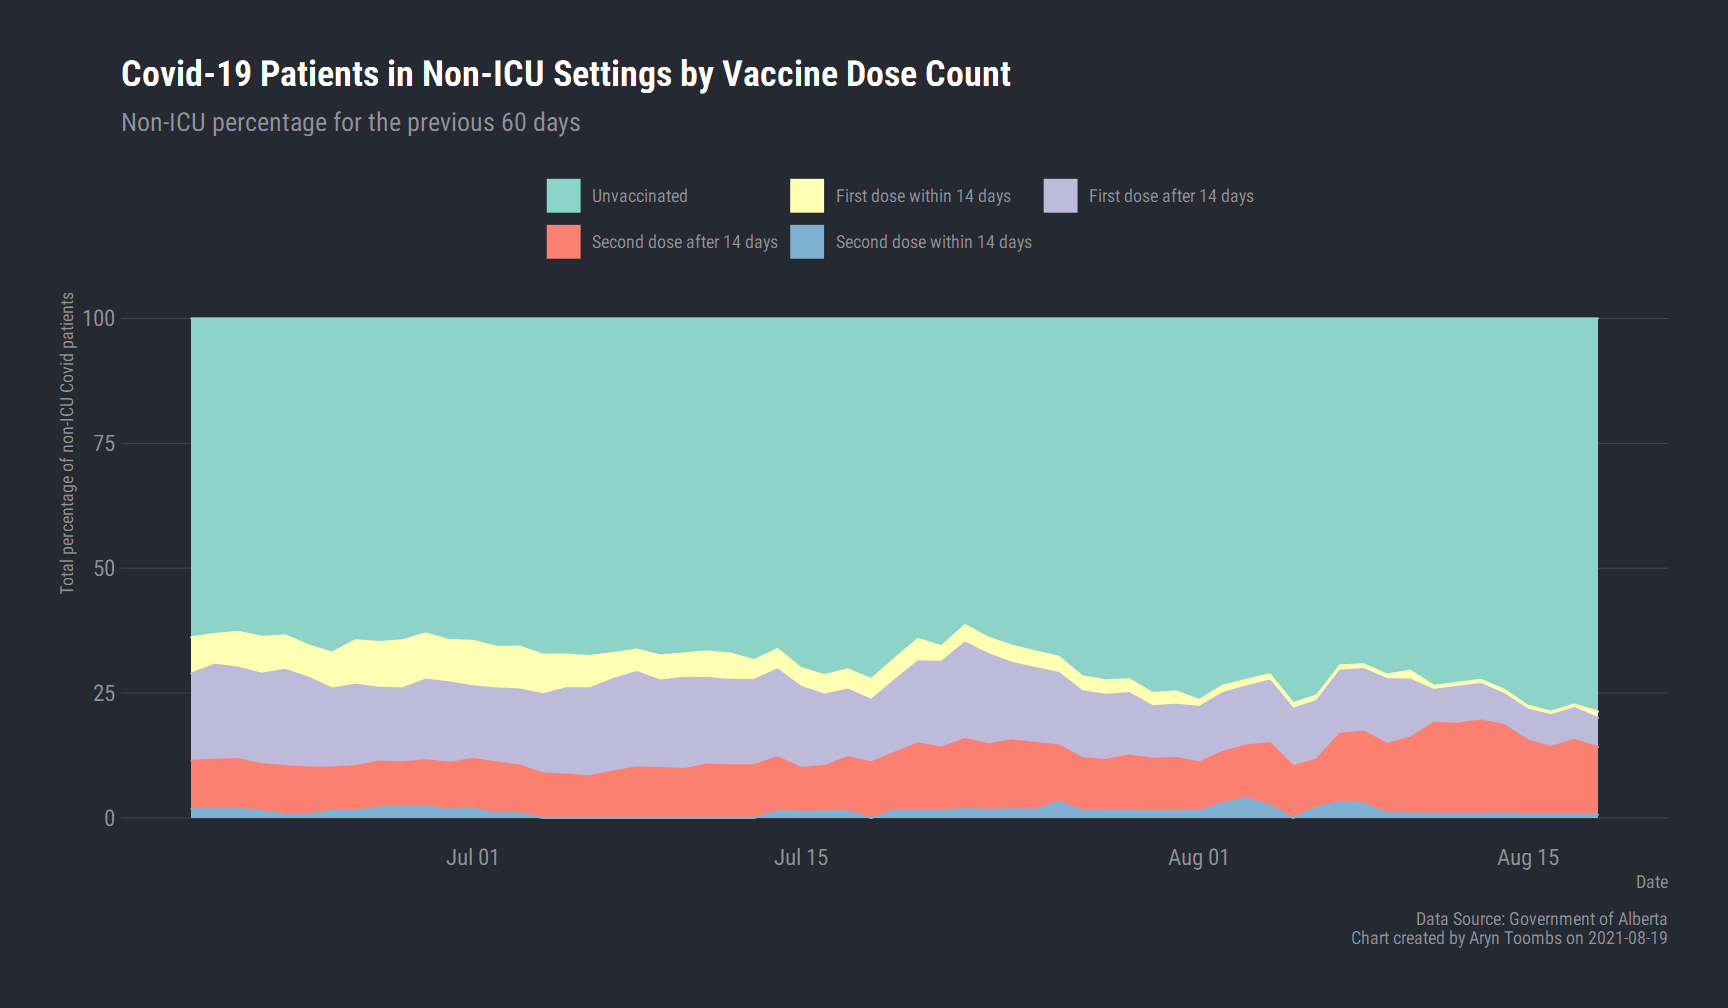 Covid-19 Patients in Non-ICU Settings by Vaccine Dose Count
Non-ICU percentage for the previous 60 days
Unvaccinated
First dose within 14 days
First dose after 14 days
Second dose after 14 days
Second dose within 14 days
Total percentage of non-ICU Covid patients
100
75
50
25
0
Jul 01
Jul 15
Aug 01
Aug 15
Date
Data Source: Government of Alberta
Chart created by Aryn Toombs on 2021-08-19